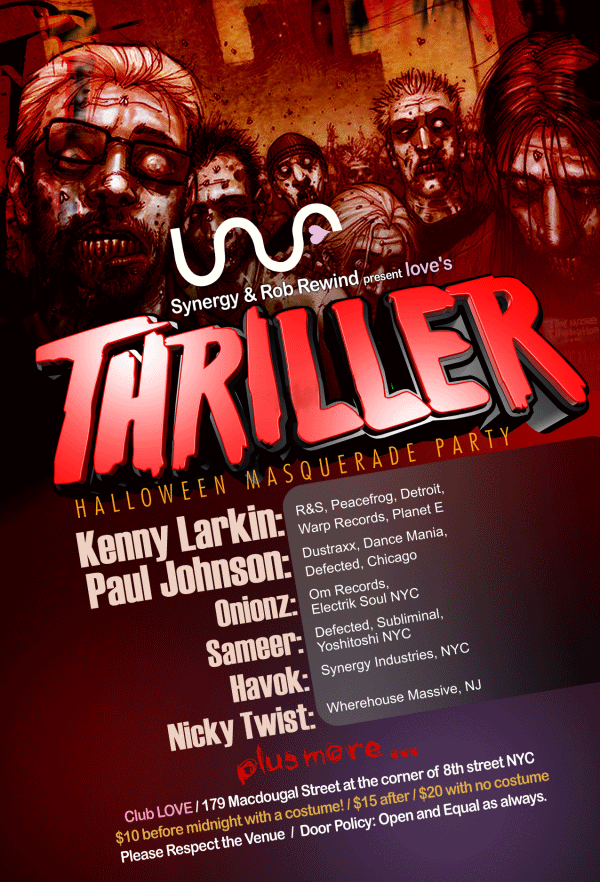 Synergy & Rob Rewind present love's
THRILLER
HALLOWEEN MASQUERADE PARTY
Kenny Larkin: R&S, Peacefrog, Detroit,
Warp Records, Planet E
Paul Johnson: Dustraxx, Dance Mania,
Defected, Chicago
Onionz: Om Records,
Electrik Soul NYC
Sameer: Defected, Subliminal,
Yoshitoshi NYC
Havok: Synergy Industries, NYC
Nicky Twist: Wherehouse Massive, NJ
plus more...
Club LOVE / 179 Macdougal Street at the corner of 8th street NYC
$10 before midnight with a costume! / $15 after / $20 with no costume
Please Respect the Venue / Door Policy: Open and Equal as always.